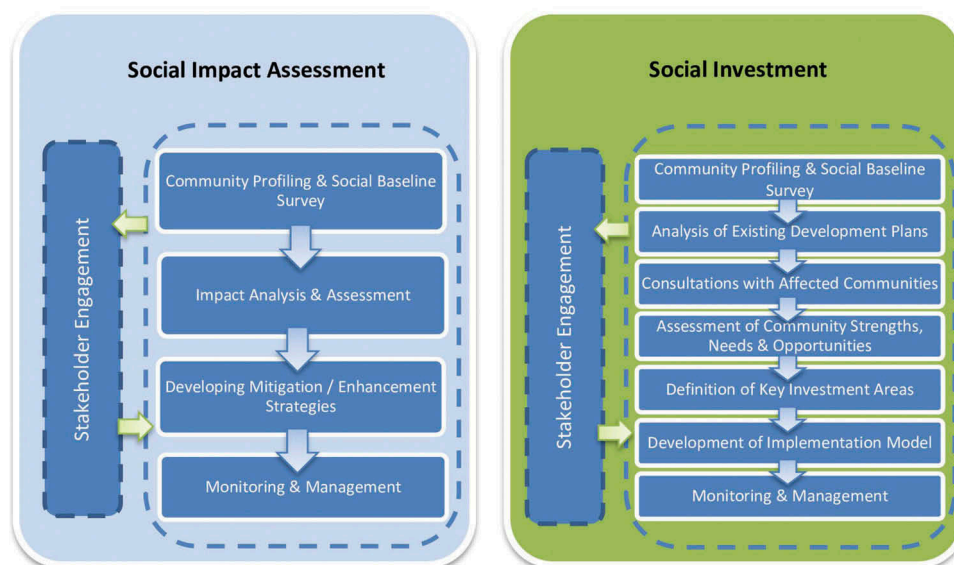 Social Impact Assessment
Stakeholder Engagement
Community Profiling & Social Baseline
Survey
Impact Analysis & Assessment
Developing Mitigation / Enhancement
Strategies
Monitoring & Management
Social Investment
Stakeholder Engagement
Community Profiling & Social Baseline
Survey
Analysis of Existing Development Plans
Consultations with Affected Communities
Assessment of Community Strengths,
Needs & Opportunities
Definition of Key Investment Areas
Development of Implementation Model
Monitoring & Management